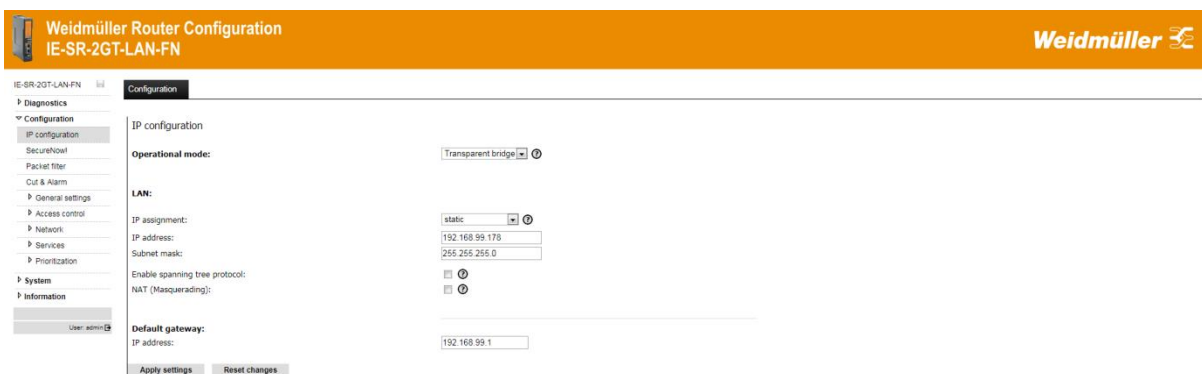 Weidmüller Router Configuration
IE-SR-2GT-LAN-FN
Weidmüller
IE-SR-2GT-LAN-FN
Diagnostics
Configuration
IP configuration
SecureNow!
Packet filter
Cut & Alarm
General settings
Access control
Network
Services
Prioritization
System
Information
User: admin
Configuration
IP configuration
Operational mode: Transparent bridge
LAN:
IP assignment: static
IP address: 192.168.99.178
Subnet mask: 255.255.255.0
Enable spanning tree protocol:
NAT (Masquerading):
Default gateway:
IP address: 192.168.99.1
Apply settings Reset changes